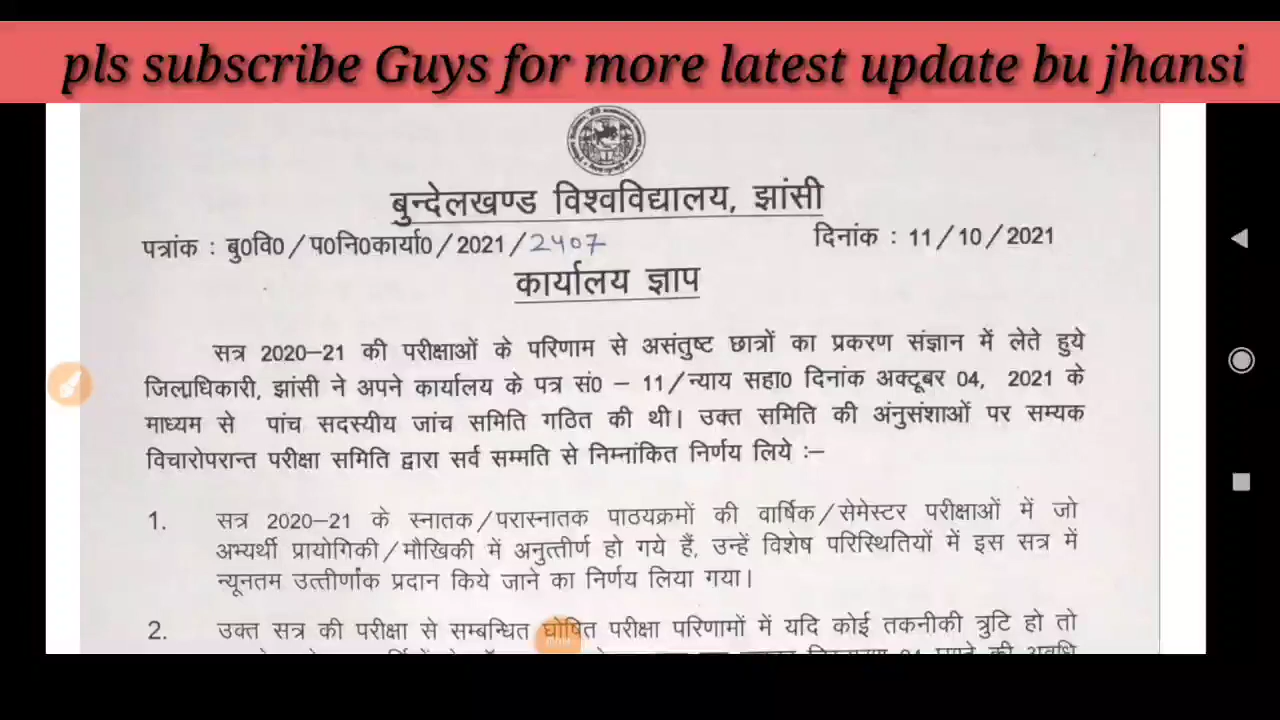 pls subscribe Guys for more latest update bu jhansi
बुन्देलखण्ड विश्वविद्यालय, झांसी
पत्रांक : बु0वि0/प0नि0कार्या0/2021/2407 दिनांक : 11/10/2021
कार्यालय ज्ञाप
सत्र 2020-21 की परीक्षाओं के परिणाम से असंतुष्ट छात्रों का प्रकरण संज्ञान में लेते हुये
जिलाधिकारी, झांसी ने अपने कार्यालय के पत्र सं0 - 11/न्याय सहा0 दिनांक अक्टूबर 04, 2021 के
माध्यम से पांच सदस्यीय जांच समिति गठित की थी। उक्त समिति की अंनुसंशाओं पर सम्यक
विचारोपरान्त परीक्षा समिति द्वारा सर्व सम्मति से निम्नांकित निर्णय लिये :-
1. सत्र 2020-21 के स्नातक/परास्नातक पाठयक्रमों की वार्षिक/सेमेस्टर परीक्षाओं में जो
अभ्यर्थी प्रायोगिकी/मौखिकी में अनुत्तीर्ण हो गये हैं, उन्हें विशेष परिस्थितियों में इस सत्र में
न्यूनतम उत्तीर्णांक प्रदान किये जाने का निर्णय लिया गया।
2. उक्त सत्र की परीक्षा से सम्बन्धित घोषित परीक्षा परिणामों में यदि कोई तकनीकी त्रुटि हो तो